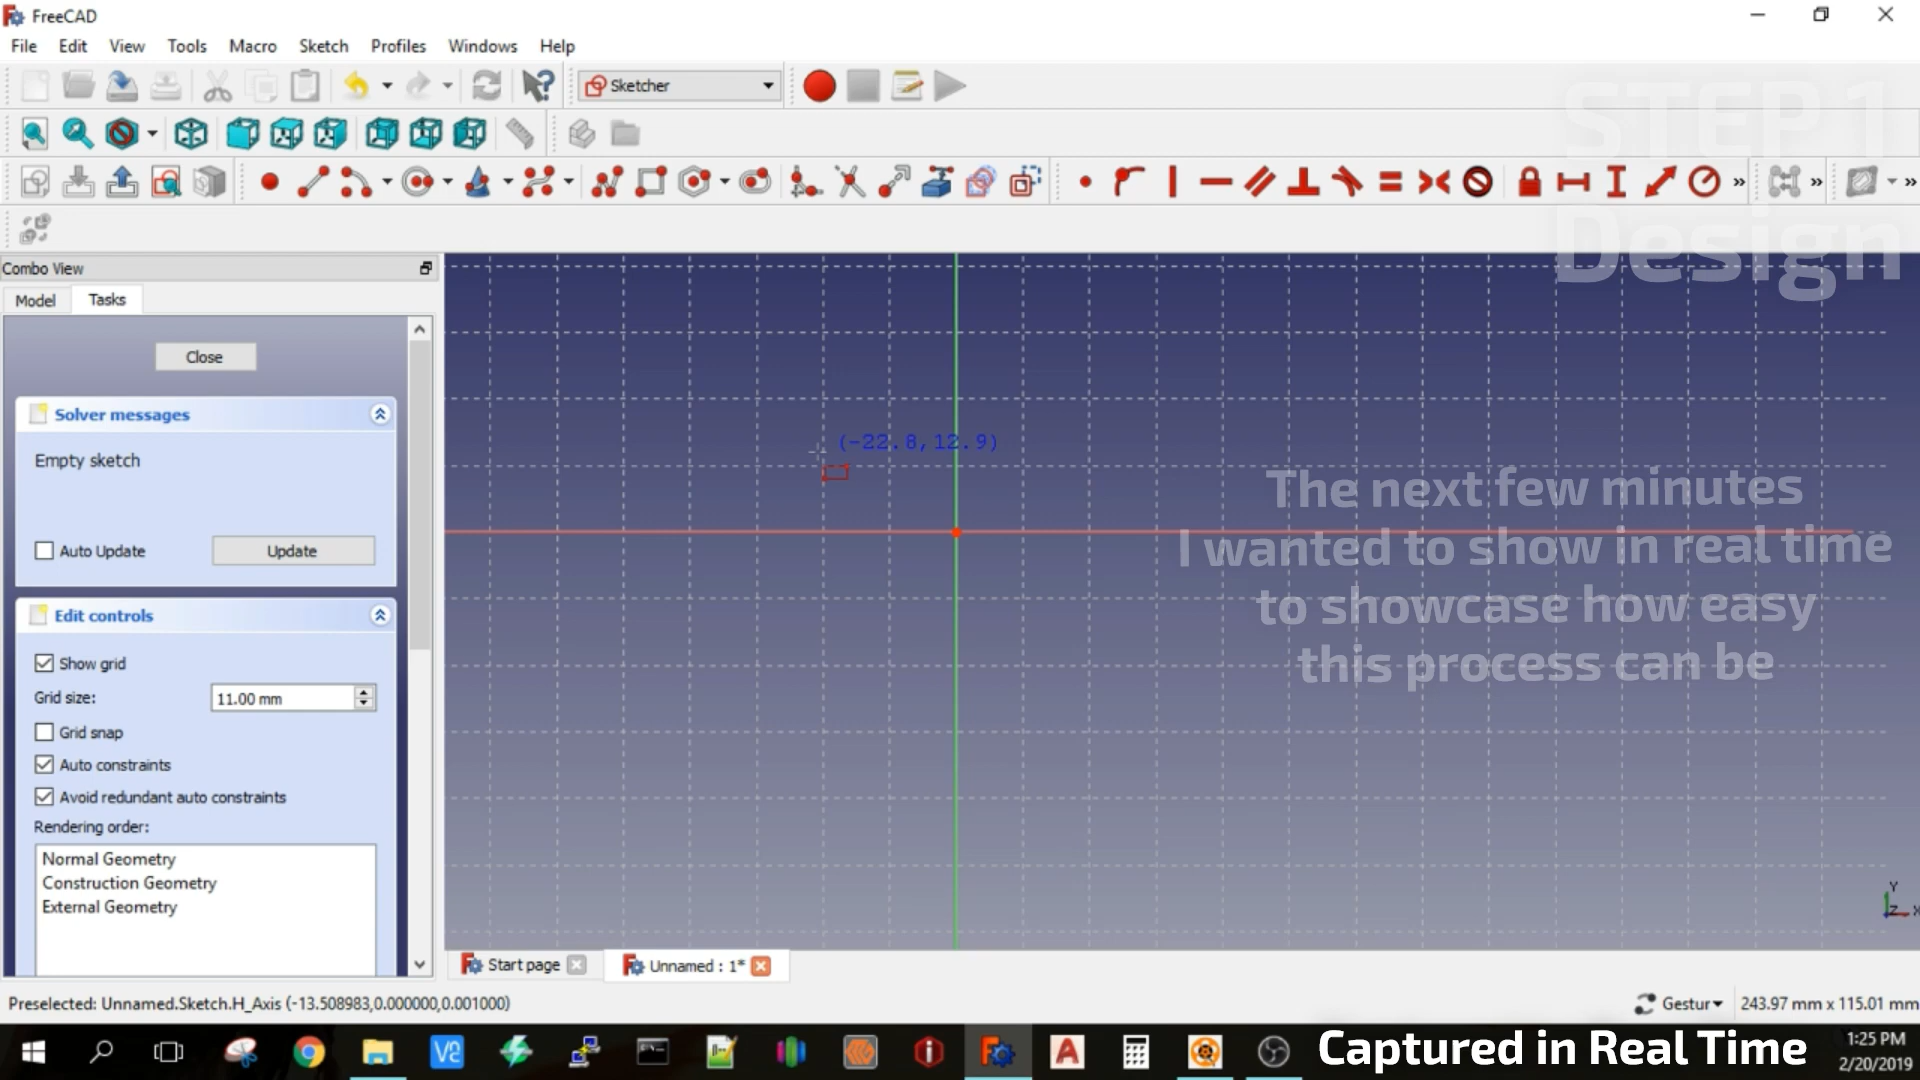 FreeCAD
File Edit View Tools Macro Sketch Profiles Windows Help
Sketcher
STEP 1
Design
Combo View
Model Tasks
Close
Solver messages
Empty sketch
Auto Update Update
Edit controls
Show grid
Grid size: 11.00 mm
Grid snap
Auto constraints
Avoid redundant auto constraints
Rendering order:
Normal Geometry
Construction Geometry
External Geometry
(-22.8,12.9)
The next few minutes
I wanted to show in real time
to showcase how easy
this process can be
Y
Z X
Start page Unnamed : 1*
Preselected: Unnamed.Sketch.H_Axis (-13.508983,0.000000,0.001000) Gestur 243.97 mm x 115.01 mm
Captured in Real Time
1:25 PM
2/20/2019